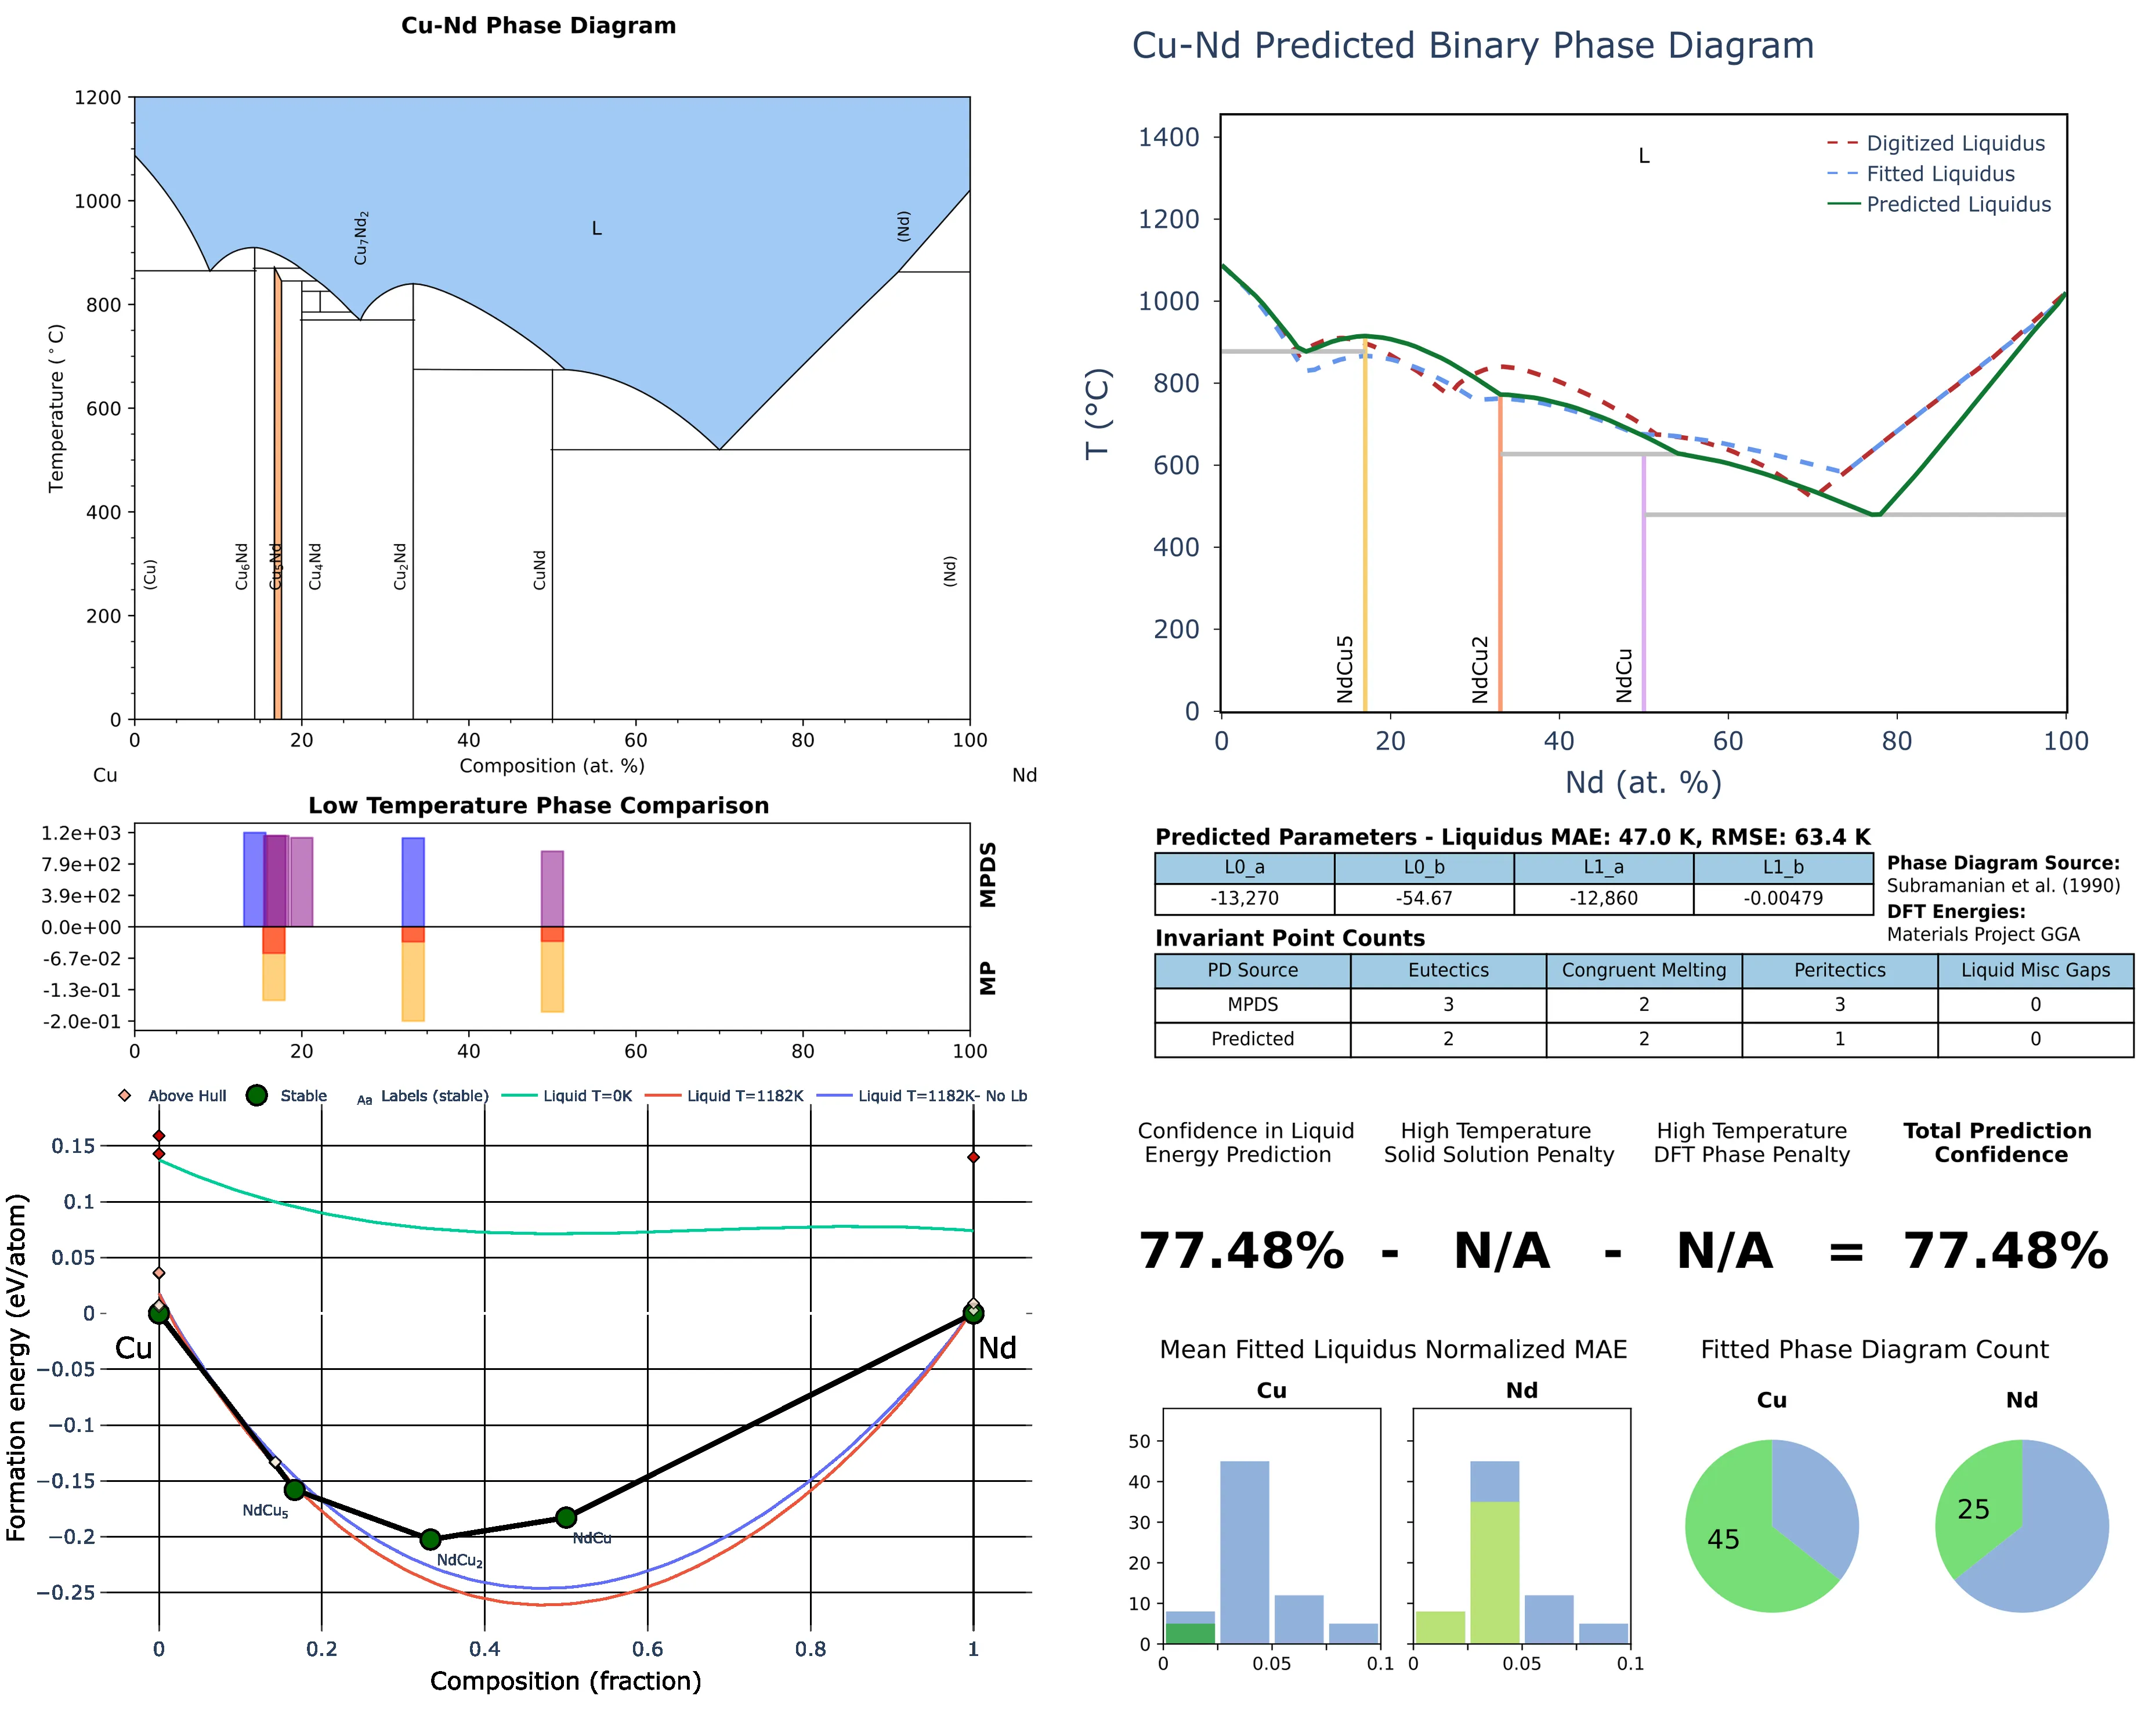 Cu-Nd Phase Diagram
1200
1000
800
600
400
200
0
Temperature (°C)
L
Cu₇Nd₂
(Nd)
(Cu)
Cu₆Nd
Cu₅Nd
Cu₄Nd
Cu₂Nd
CuNd
(Nd)
0 20 40 60 80 100
Composition (at. %)
Cu Nd
Low Temperature Phase Comparison
1.2e+03
7.9e+02
3.9e+02
0.0e+00
-6.7e-02
-1.3e-01
-2.0e-01
MPDS
MP
0 20 40 60 80 100
Above Hull Stable Aa Labels (stable) Liquid T=0K Liquid T=1182K Liquid T=1182K- No Lb
0.15
0.1
0.05
0
−0.05
−0.1
−0.15
−0.2
−0.25
Formation energy (eV/atom)
Cu
Nd
NdCu₅
NdCu₂
NdCu
0 0.2 0.4 0.6 0.8 1
Composition (fraction)
Cu-Nd Predicted Binary Phase Diagram
1400
1200
1000
800
600
400
200
0
T (°C)
L
Digitized Liquidus
Fitted Liquidus
Predicted Liquidus
NdCu5
NdCu2
NdCu
0 20 40 60 80 100
Nd (at. %)
Predicted Parameters - Liquidus MAE: 47.0 K, RMSE: 63.4 K
L0_a L0_b L1_a L1_b
-13,270 -54.67 -12,860 -0.00479
Phase Diagram Source:
Subramanian et al. (1990)
DFT Energies:
Materials Project GGA
Invariant Point Counts
PD Source Eutectics Congruent Melting Peritectics Liquid Misc Gaps
MPDS 3 2 3 0
Predicted 2 2 1 0
Confidence in Liquid
Energy Prediction
High Temperature
Solid Solution Penalty
High Temperature
DFT Phase Penalty
Total Prediction
Confidence
77.48% - N/A - N/A = 77.48%
Mean Fitted Liquidus Normalized MAE
Cu
Nd
50
40
30
20
10
0
0 0.05 0.1
0 0.05 0.1
Fitted Phase Diagram Count
Cu
Nd
45
25